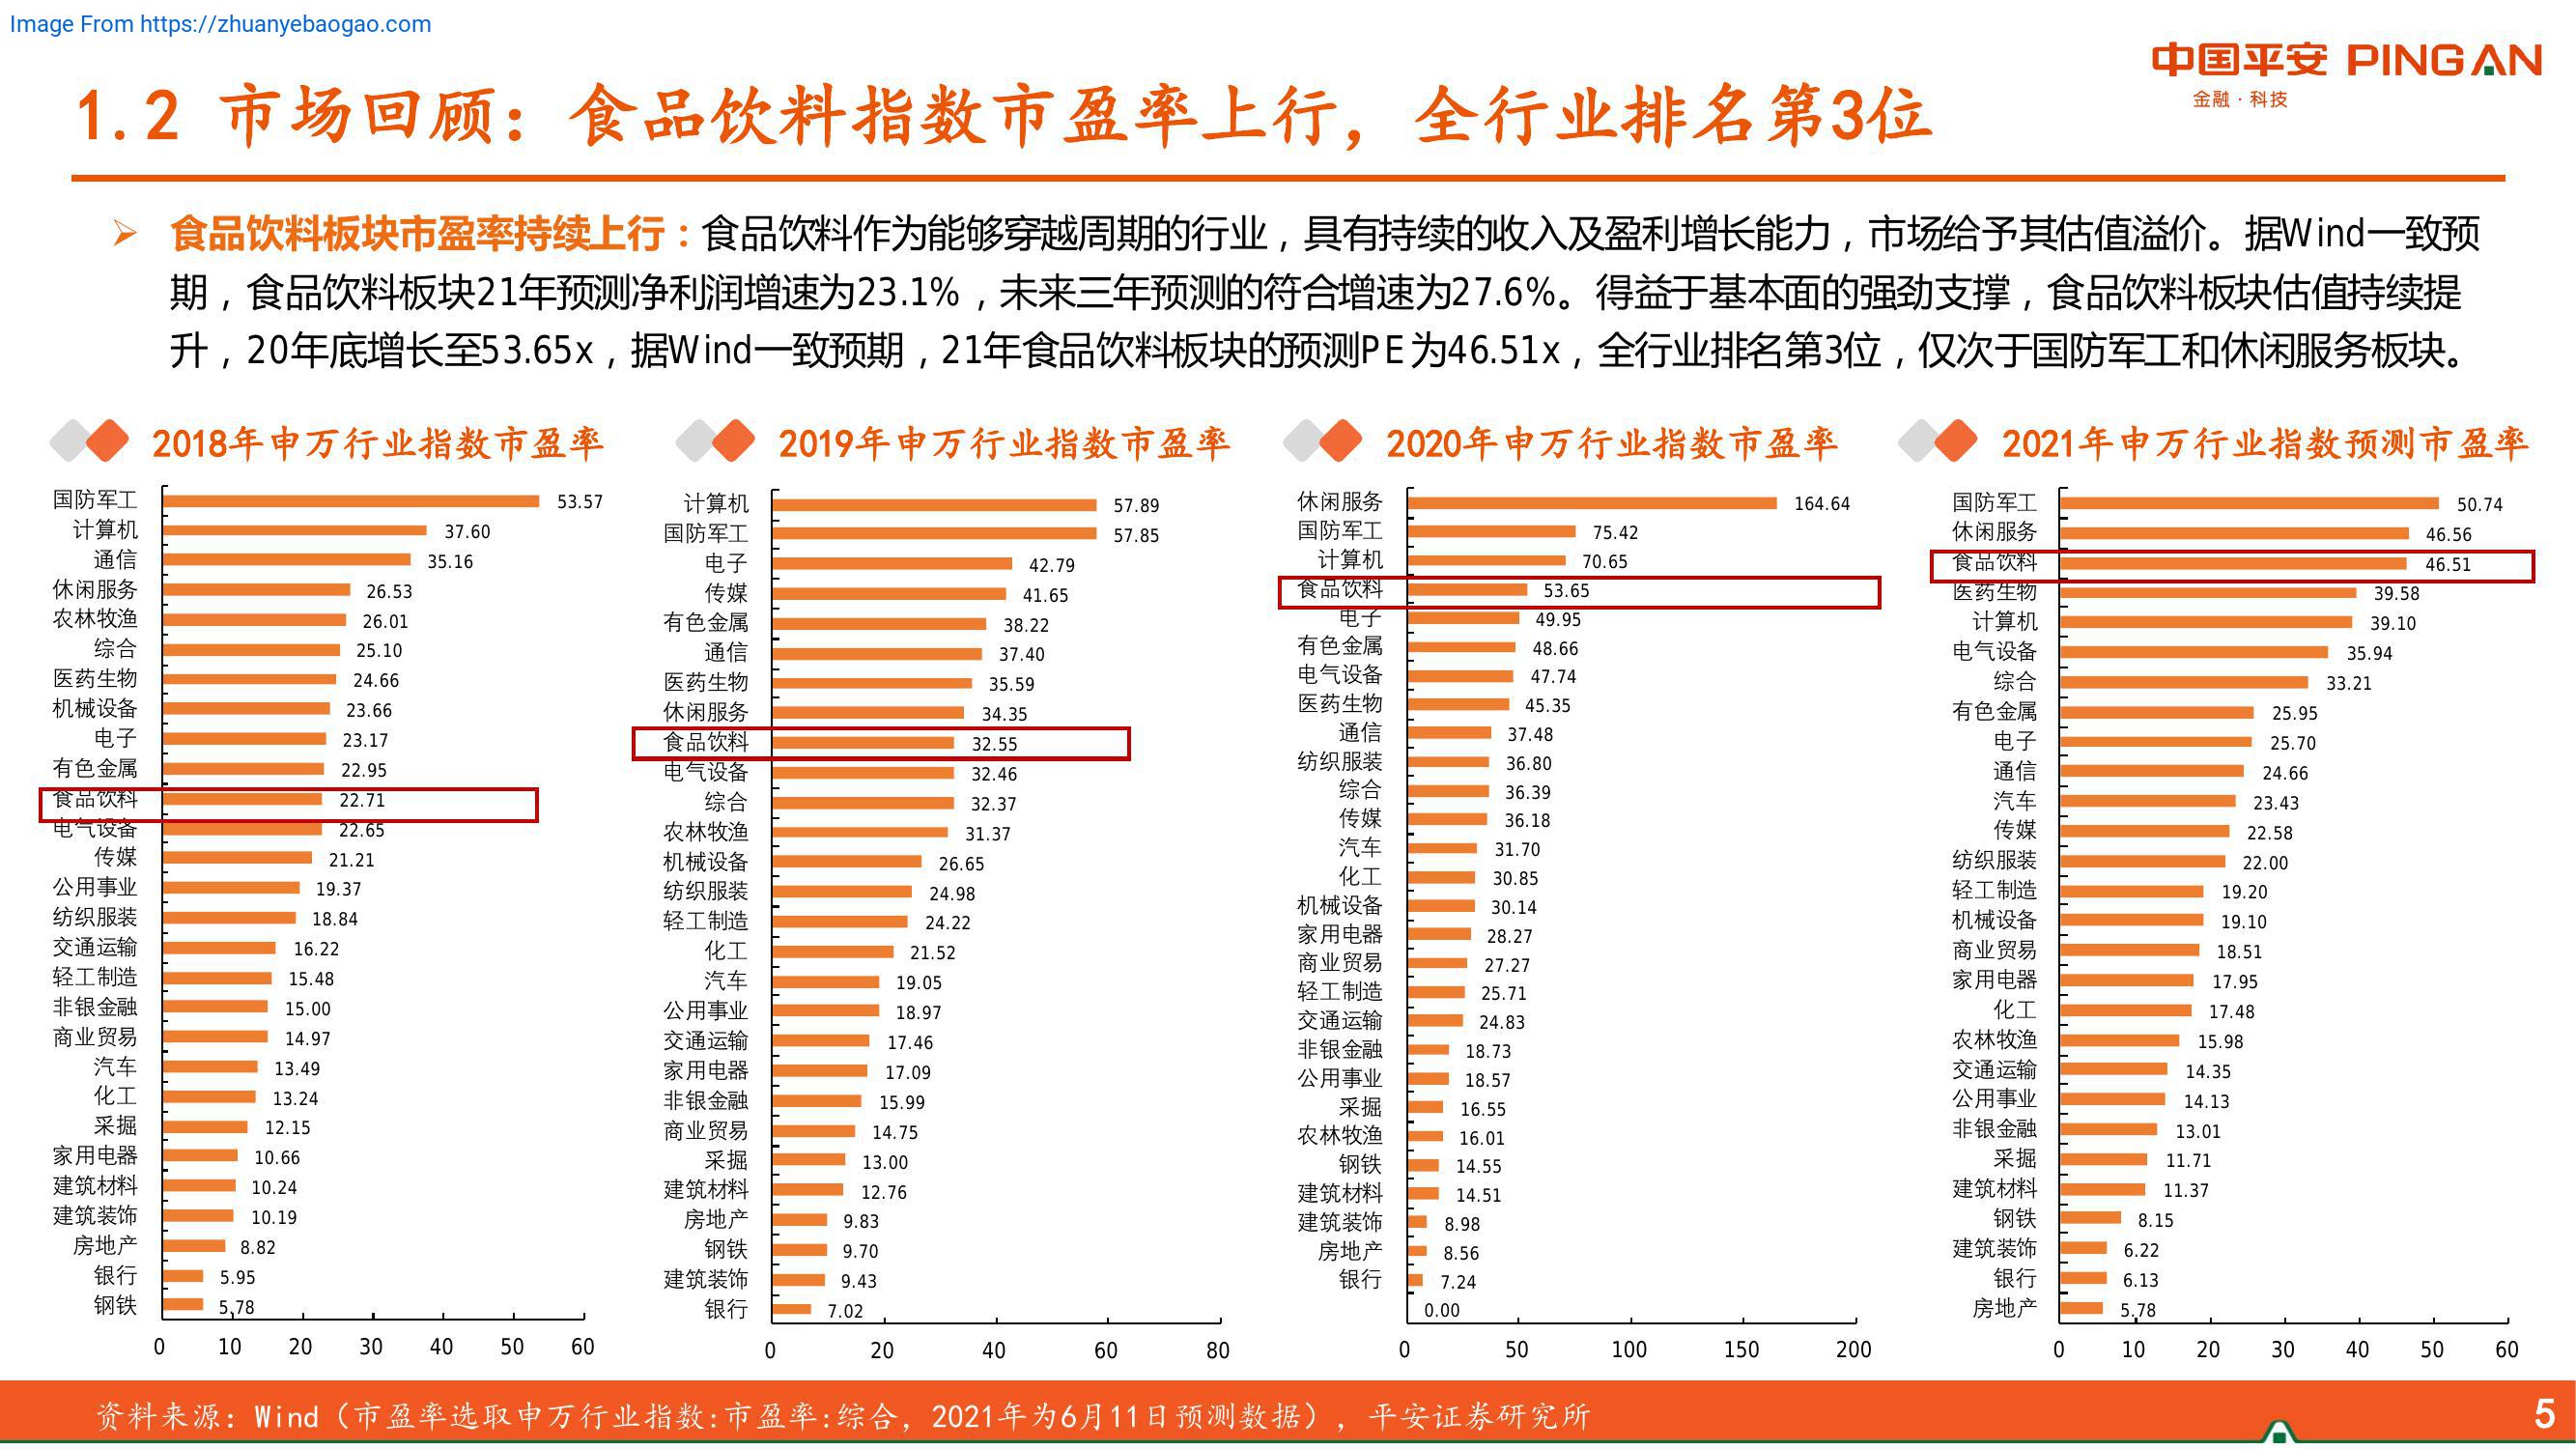 Image From https://zhuanyebaogao.com
中国平安 PINGAN
金融·科技
1.2 市场回顾：食品饮料指数市盈率上行，全行业排名第3位
食品饮料板块市盈率持续上行：食品饮料作为能够穿越周期的行业，具有持续的收入及盈利增长能力，市场给予其估值溢价。据Wind一致预
期，食品饮料板块21年预测净利润增速为23.1%，未来三年预测的符合增速为27.6%。得益于基本面的强劲支撑，食品饮料板块估值持续提
升，20年底增长至53.65x，据Wind一致预期，21年食品饮料板块的预测PE为46.51x，全行业排名第3位，仅次于国防军工和休闲服务板块。
2018年申万行业指数市盈率
国防军工 53.57
计算机 37.60
通信 35.16
休闲服务 26.53
农林牧渔 26.01
综合 25.10
医药生物 24.66
机械设备 23.66
电子 23.17
有色金属 22.95
食品饮料 22.71
电气设备 22.65
传媒 21.21
公用事业 19.37
纺织服装 18.84
交通运输 16.22
轻工制造 15.48
非银金融 15.00
商业贸易 14.97
汽车 13.49
化工 13.24
采掘 12.15
家用电器 10.66
建筑材料 10.24
建筑装饰 10.19
房地产 8.82
银行 5.95
钢铁 5.78
0 10 20 30 40 50 60
2019年申万行业指数市盈率
计算机 57.89
国防军工 57.85
电子 42.79
传媒 41.65
有色金属 38.22
通信 37.40
医药生物 35.59
休闲服务 34.35
食品饮料 32.55
电气设备 32.46
综合 32.37
农林牧渔 31.37
机械设备 26.65
纺织服装 24.98
轻工制造 24.22
化工 21.52
汽车 19.05
公用事业 18.97
交通运输 17.46
家用电器 17.09
非银金融 15.99
商业贸易 14.75
采掘 13.00
建筑材料 12.76
房地产 9.83
钢铁 9.70
建筑装饰 9.43
银行 7.02
0 20 40 60 80
2020年申万行业指数市盈率
休闲服务 164.64
国防军工 75.42
计算机 70.65
食品饮料 53.65
电子 49.95
有色金属 48.66
电气设备 47.74
医药生物 45.35
通信 37.48
纺织服装 36.80
综合 36.39
传媒 36.18
汽车 31.70
化工 30.85
机械设备 30.14
家用电器 28.27
商业贸易 27.27
轻工制造 25.71
交通运输 24.83
非银金融 18.73
公用事业 18.57
采掘 16.55
农林牧渔 16.01
钢铁 14.55
建筑材料 14.51
建筑装饰 8.98
房地产 8.56
银行 7.24
0.00
0 50 100 150 200
2021年申万行业指数预测市盈率
国防军工 50.74
休闲服务 46.56
食品饮料 46.51
医药生物 39.58
计算机 39.10
电气设备 35.94
综合 33.21
有色金属 25.95
电子 25.70
通信 24.66
汽车 23.43
传媒 22.58
纺织服装 22.00
轻工制造 19.20
机械设备 19.10
商业贸易 18.51
家用电器 17.95
化工 17.48
农林牧渔 15.98
交通运输 14.35
公用事业 14.13
非银金融 13.01
采掘 11.71
建筑材料 11.37
钢铁 8.15
建筑装饰 6.22
银行 6.13
房地产 5.78
0 10 20 30 40 50 60
资料来源：Wind（市盈率选取申万行业指数:市盈率:综合，2021年为6月11日预测数据），平安证券研究所
5